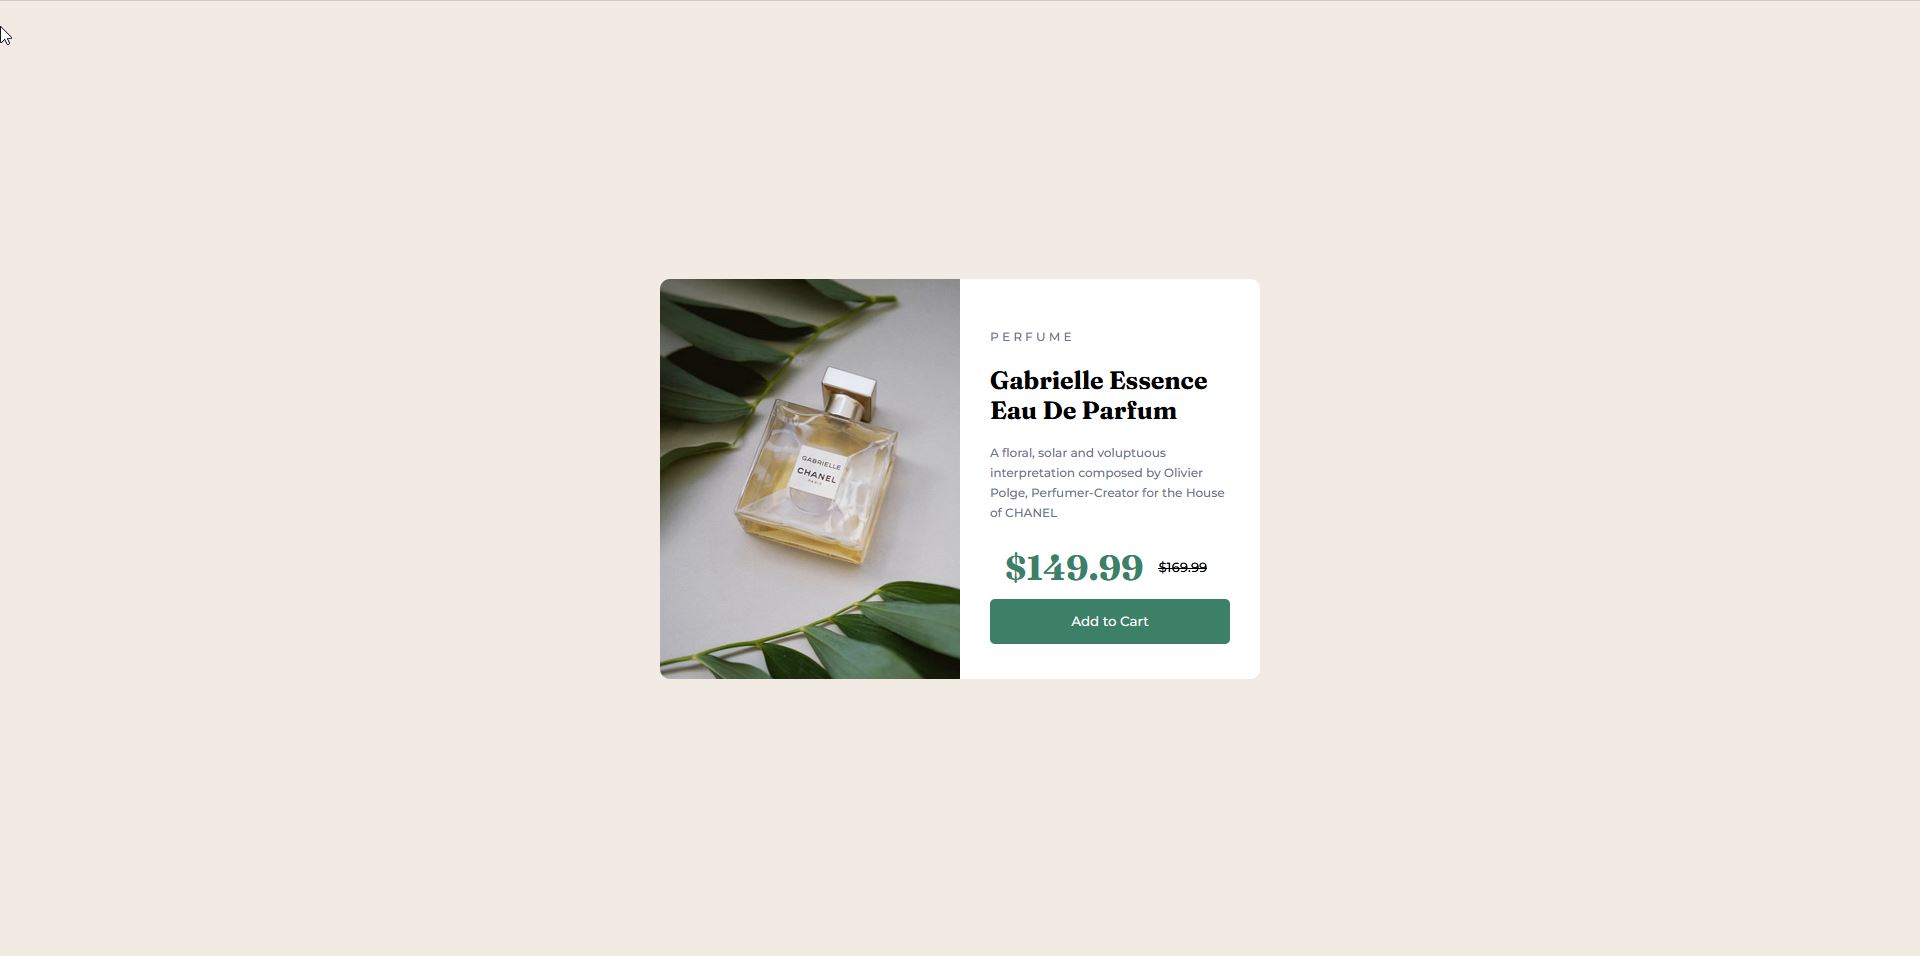 PERFUME
Gabrielle Essence
Eau De Parfum
A floral, solar and voluptuous
interpretation composed by Olivier
Polge, Perfumer-Creator for the House
of CHANEL
$149.99 $169.99
Add to Cart
GABRIELLE
CHANEL
PARIS